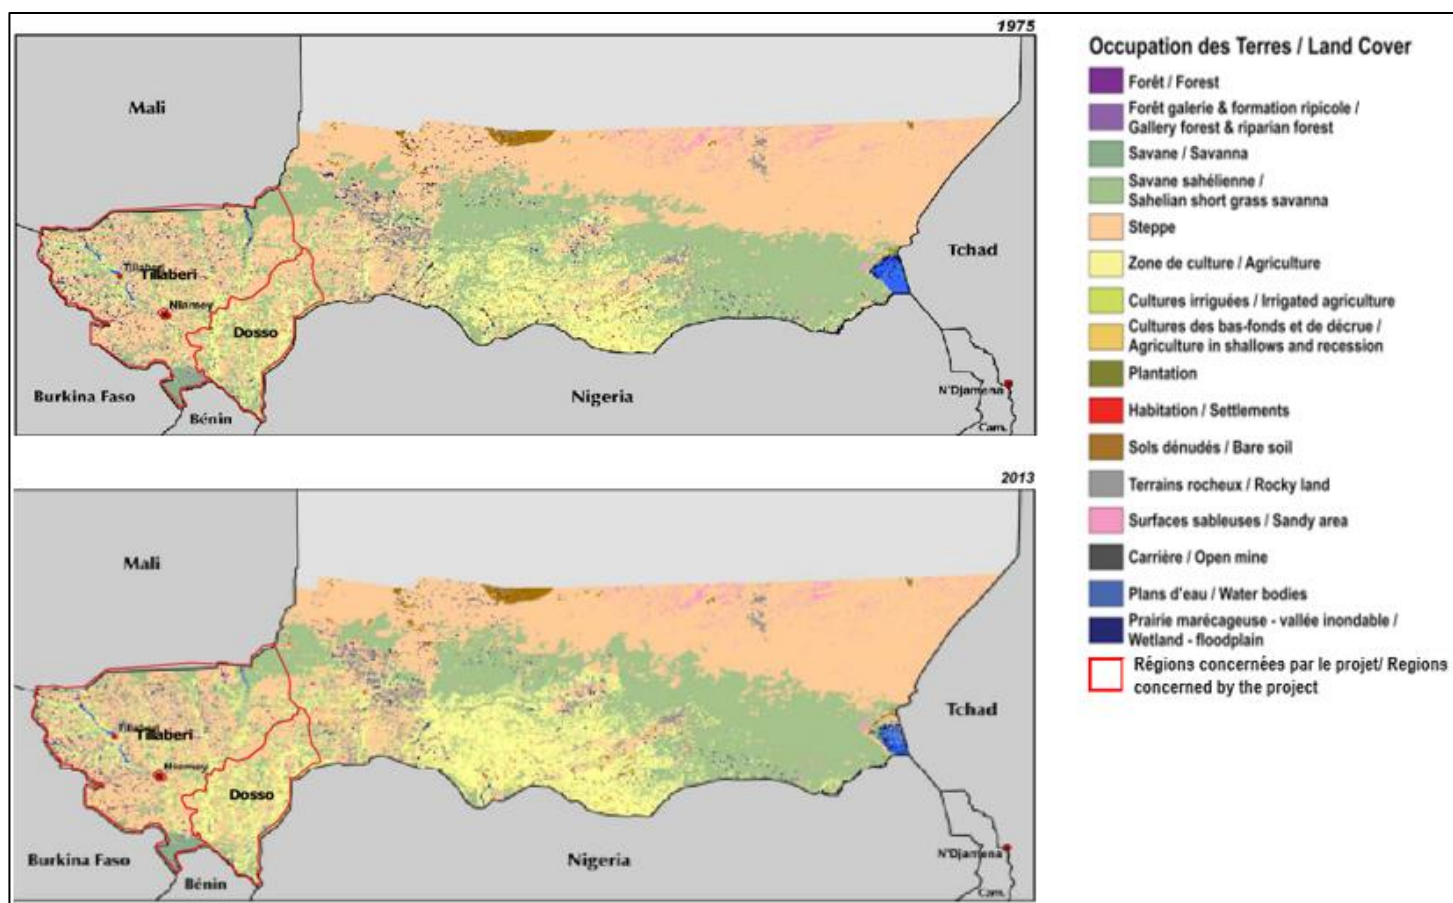 1975
Mali
Tillaberi
Tillaberi
Niamey
Dosso
Burkina Faso
Bénin
Nigeria
Tchad
N'Djamena
Cam.
2013
Mali
Tillaberi
Tillaberi
Niamey
Dosso
Burkina Faso
Bénin
Nigeria
Tchad
N'Djamena
Cam.
Occupation des Terres / Land Cover
Forêt / Forest
Forêt galerie & formation ripicole /
Gallery forest & riparian forest
Savane / Savanna
Savane sahélienne /
Sahelian short grass savanna
Steppe
Zone de culture / Agriculture
Cultures irriguées / Irrigated agriculture
Cultures des bas-fonds et de décrue /
Agriculture in shallows and recession
Plantation
Habitation / Settlements
Sols dénudés / Bare soil
Terrains rocheux / Rocky land
Surfaces sableuses / Sandy area
Carrière / Open mine
Plans d'eau / Water bodies
Prairie marécageuse - vallée inondable /
Wetland - floodplain
Régions concernées par le projet/ Regions
concerned by the project